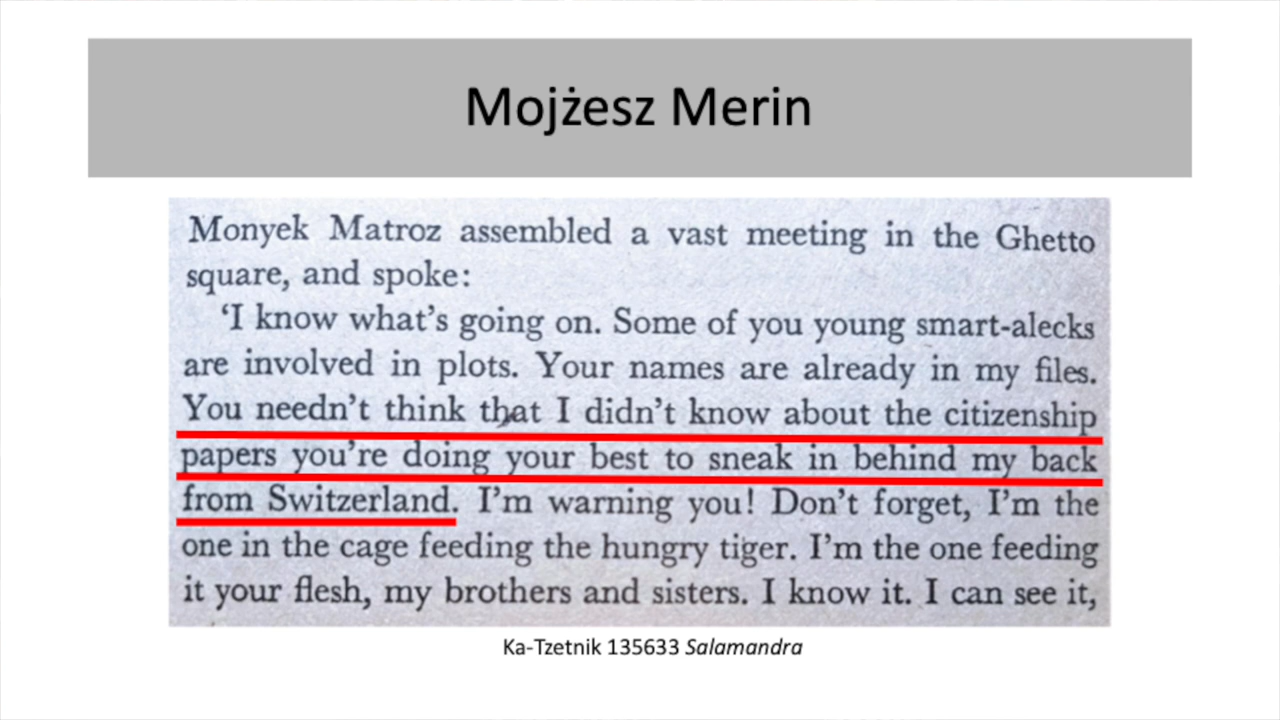 Mojżesz Merin
Monyek Matroz assembled a vast meeting in the Ghetto
square, and spoke:
‘I know what’s going on. Some of you young smart-alecks
are involved in plots. Your names are already in my files.
You needn’t think that I didn’t know about the citizenship
papers you’re doing your best to sneak in behind my back
from Switzerland. I’m warning you! Don’t forget, I’m the
one in the cage feeding the hungry tiger. I’m the one feeding
it your flesh, my brothers and sisters. I know it. I can see it,
Ka-Tzetnik 135633 Salamandra